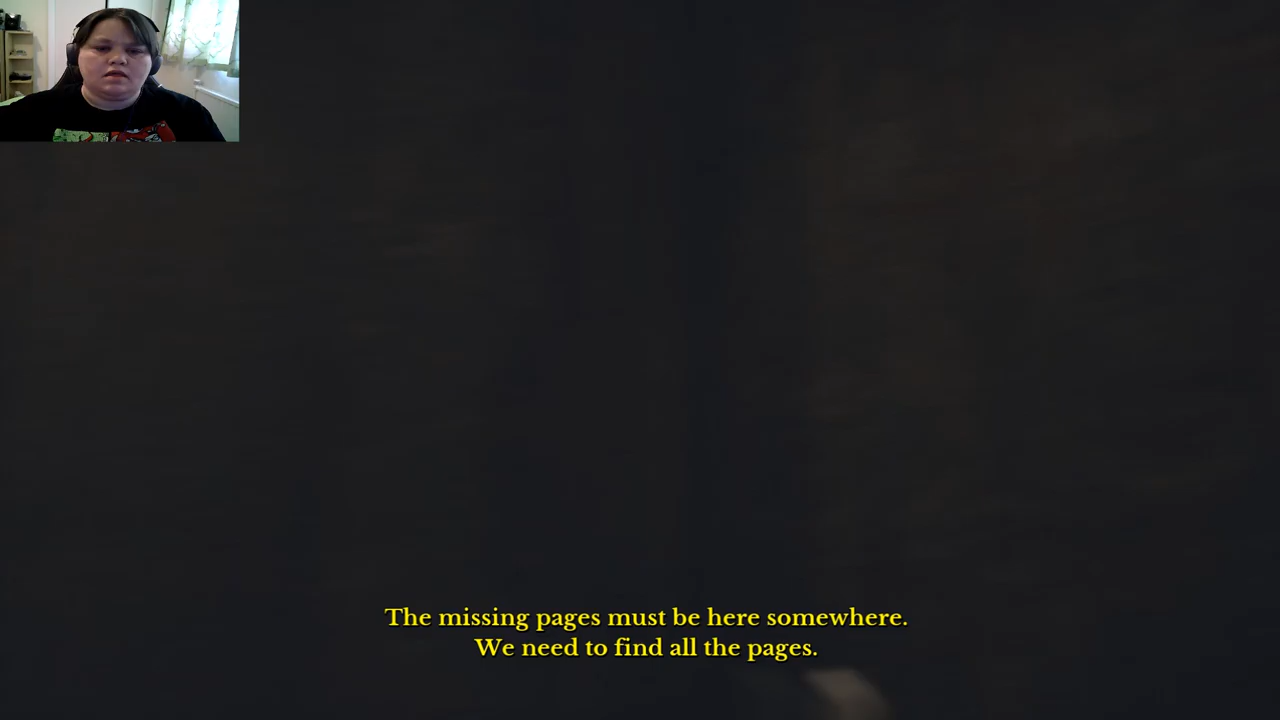 The missing pages must be here somewhere.
We need to find all the pages.